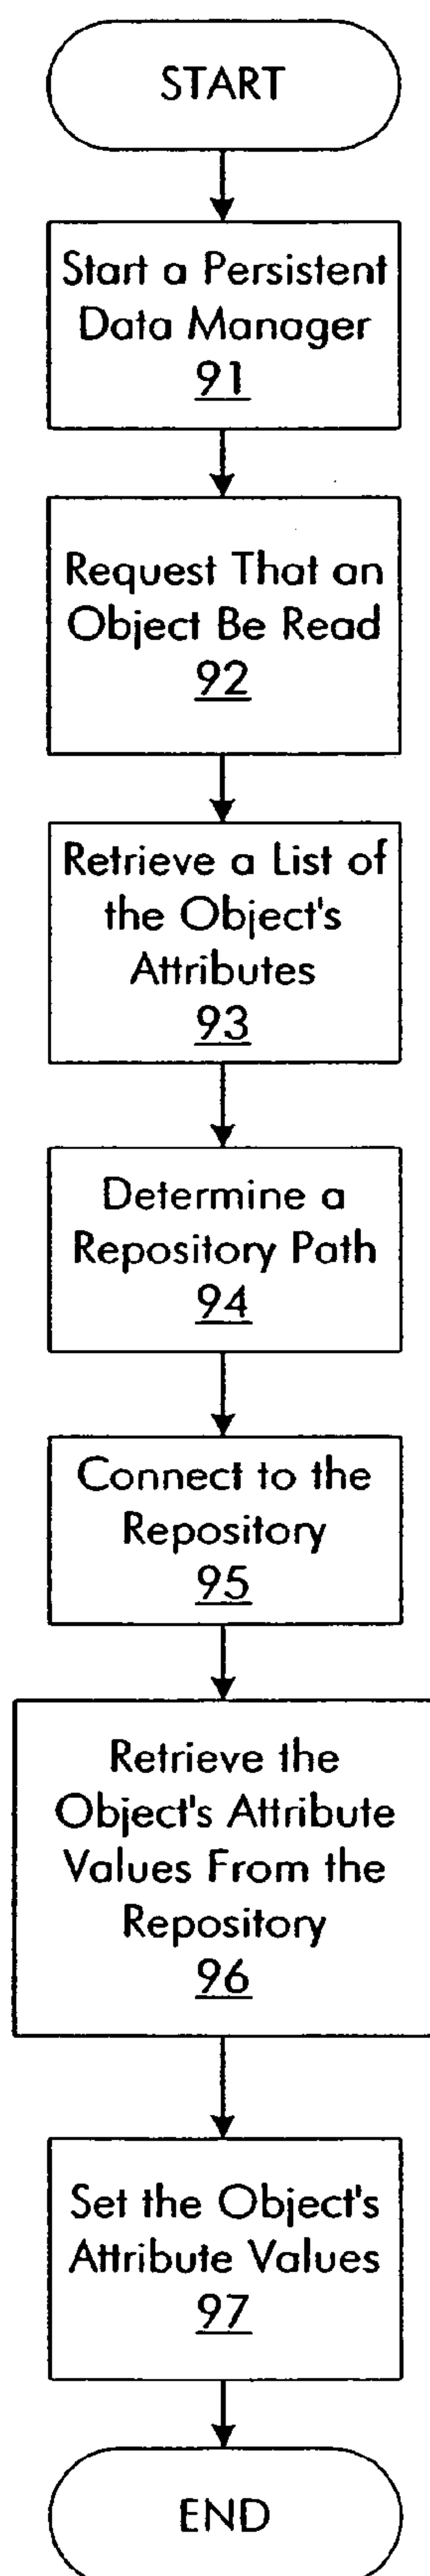 START
Start a Persistent
Data Manager
91
Request That an
Object Be Read
92
Retrieve a List of
the Object's
Attributes
93
Determine a
Repository Path
94
Connect to the
Repository
95
Retrieve the
Object's Attribute
Values From the
Repository
96
Set the Object's
Attribute Values
97
END